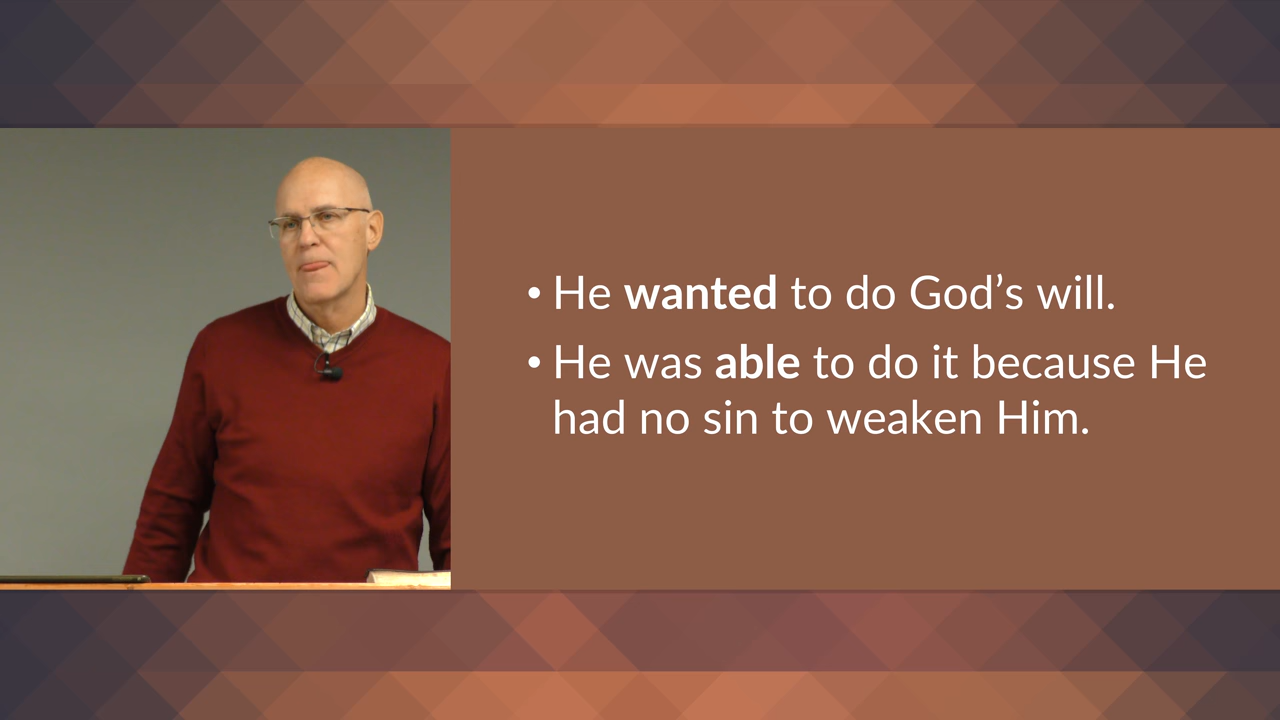 • He wanted to do God’s will.
• He was able to do it because He
had no sin to weaken Him.